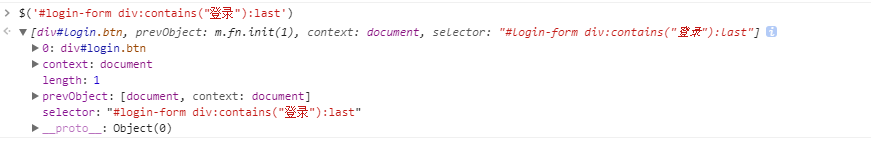 > $('#login-form div:contains("登录"):last')
<· ▼ [div#login.btn, prevObject: m.fn.init(1), context: document, selector: "#login-form div:contains("登录"):last"] i
▶ 0: div#login.btn
▶ context: document
length: 1
▶ prevObject: [document, context: document]
selector: "#login-form div:contains("登录"):last"
▶ __proto__: Object(0)